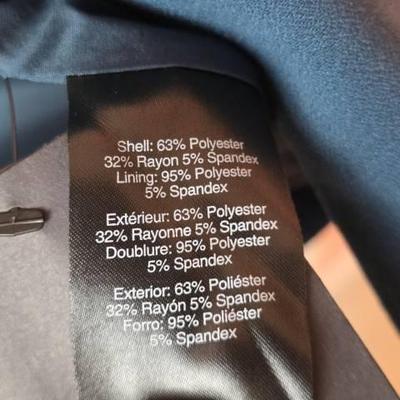 Shell: 63% Polyester
32% Rayon 5% Spandex
Lining: 95% Polyester
5% Spandex
Extérieur: 63% Polyester
32% Rayonne 5% Spandex
Doublure: 95% Polyester
5% Spandex
Exterior: 63% Poliéster
32% Rayón 5% Spandex
Forro: 95% Poliéster
5% Spandex